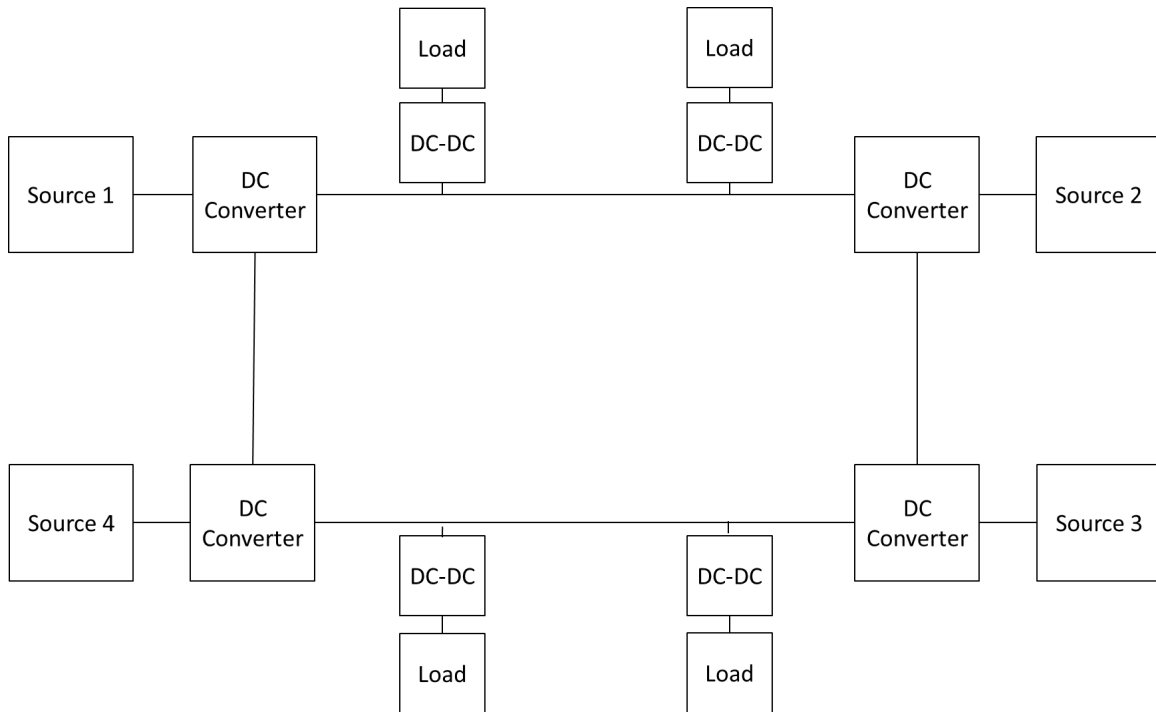 Load
Load
DC-DC
DC-DC
Source 1
DC
Converter
DC
Converter
Source 2
Source 4
DC
Converter
DC
Converter
Source 3
DC-DC
DC-DC
Load
Load